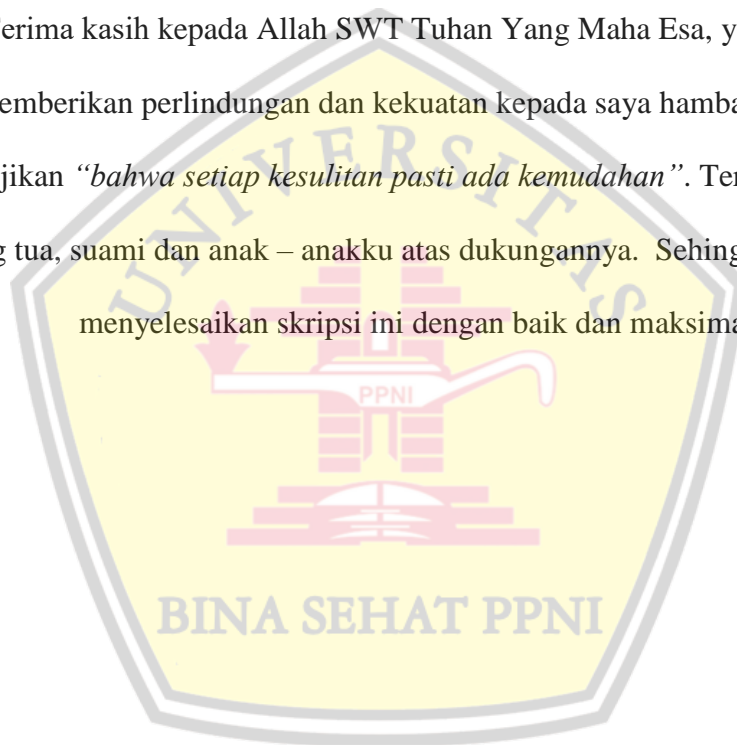 erima kasih kepada Allah SWT Tuhan Yang Maha Esa, y
emberikan perlindungan dan kekuatan kepada saya hamba
jikan “bahwa setiap kesulitan pasti ada kemudahan”. Ter
g tua, suami dan anak – anakku atas dukungannya. Sehing
menyelesaikan skripsi ini dengan baik dan maksima
UNIVERSITAS
PPNI
BINA SEHAT PPNI